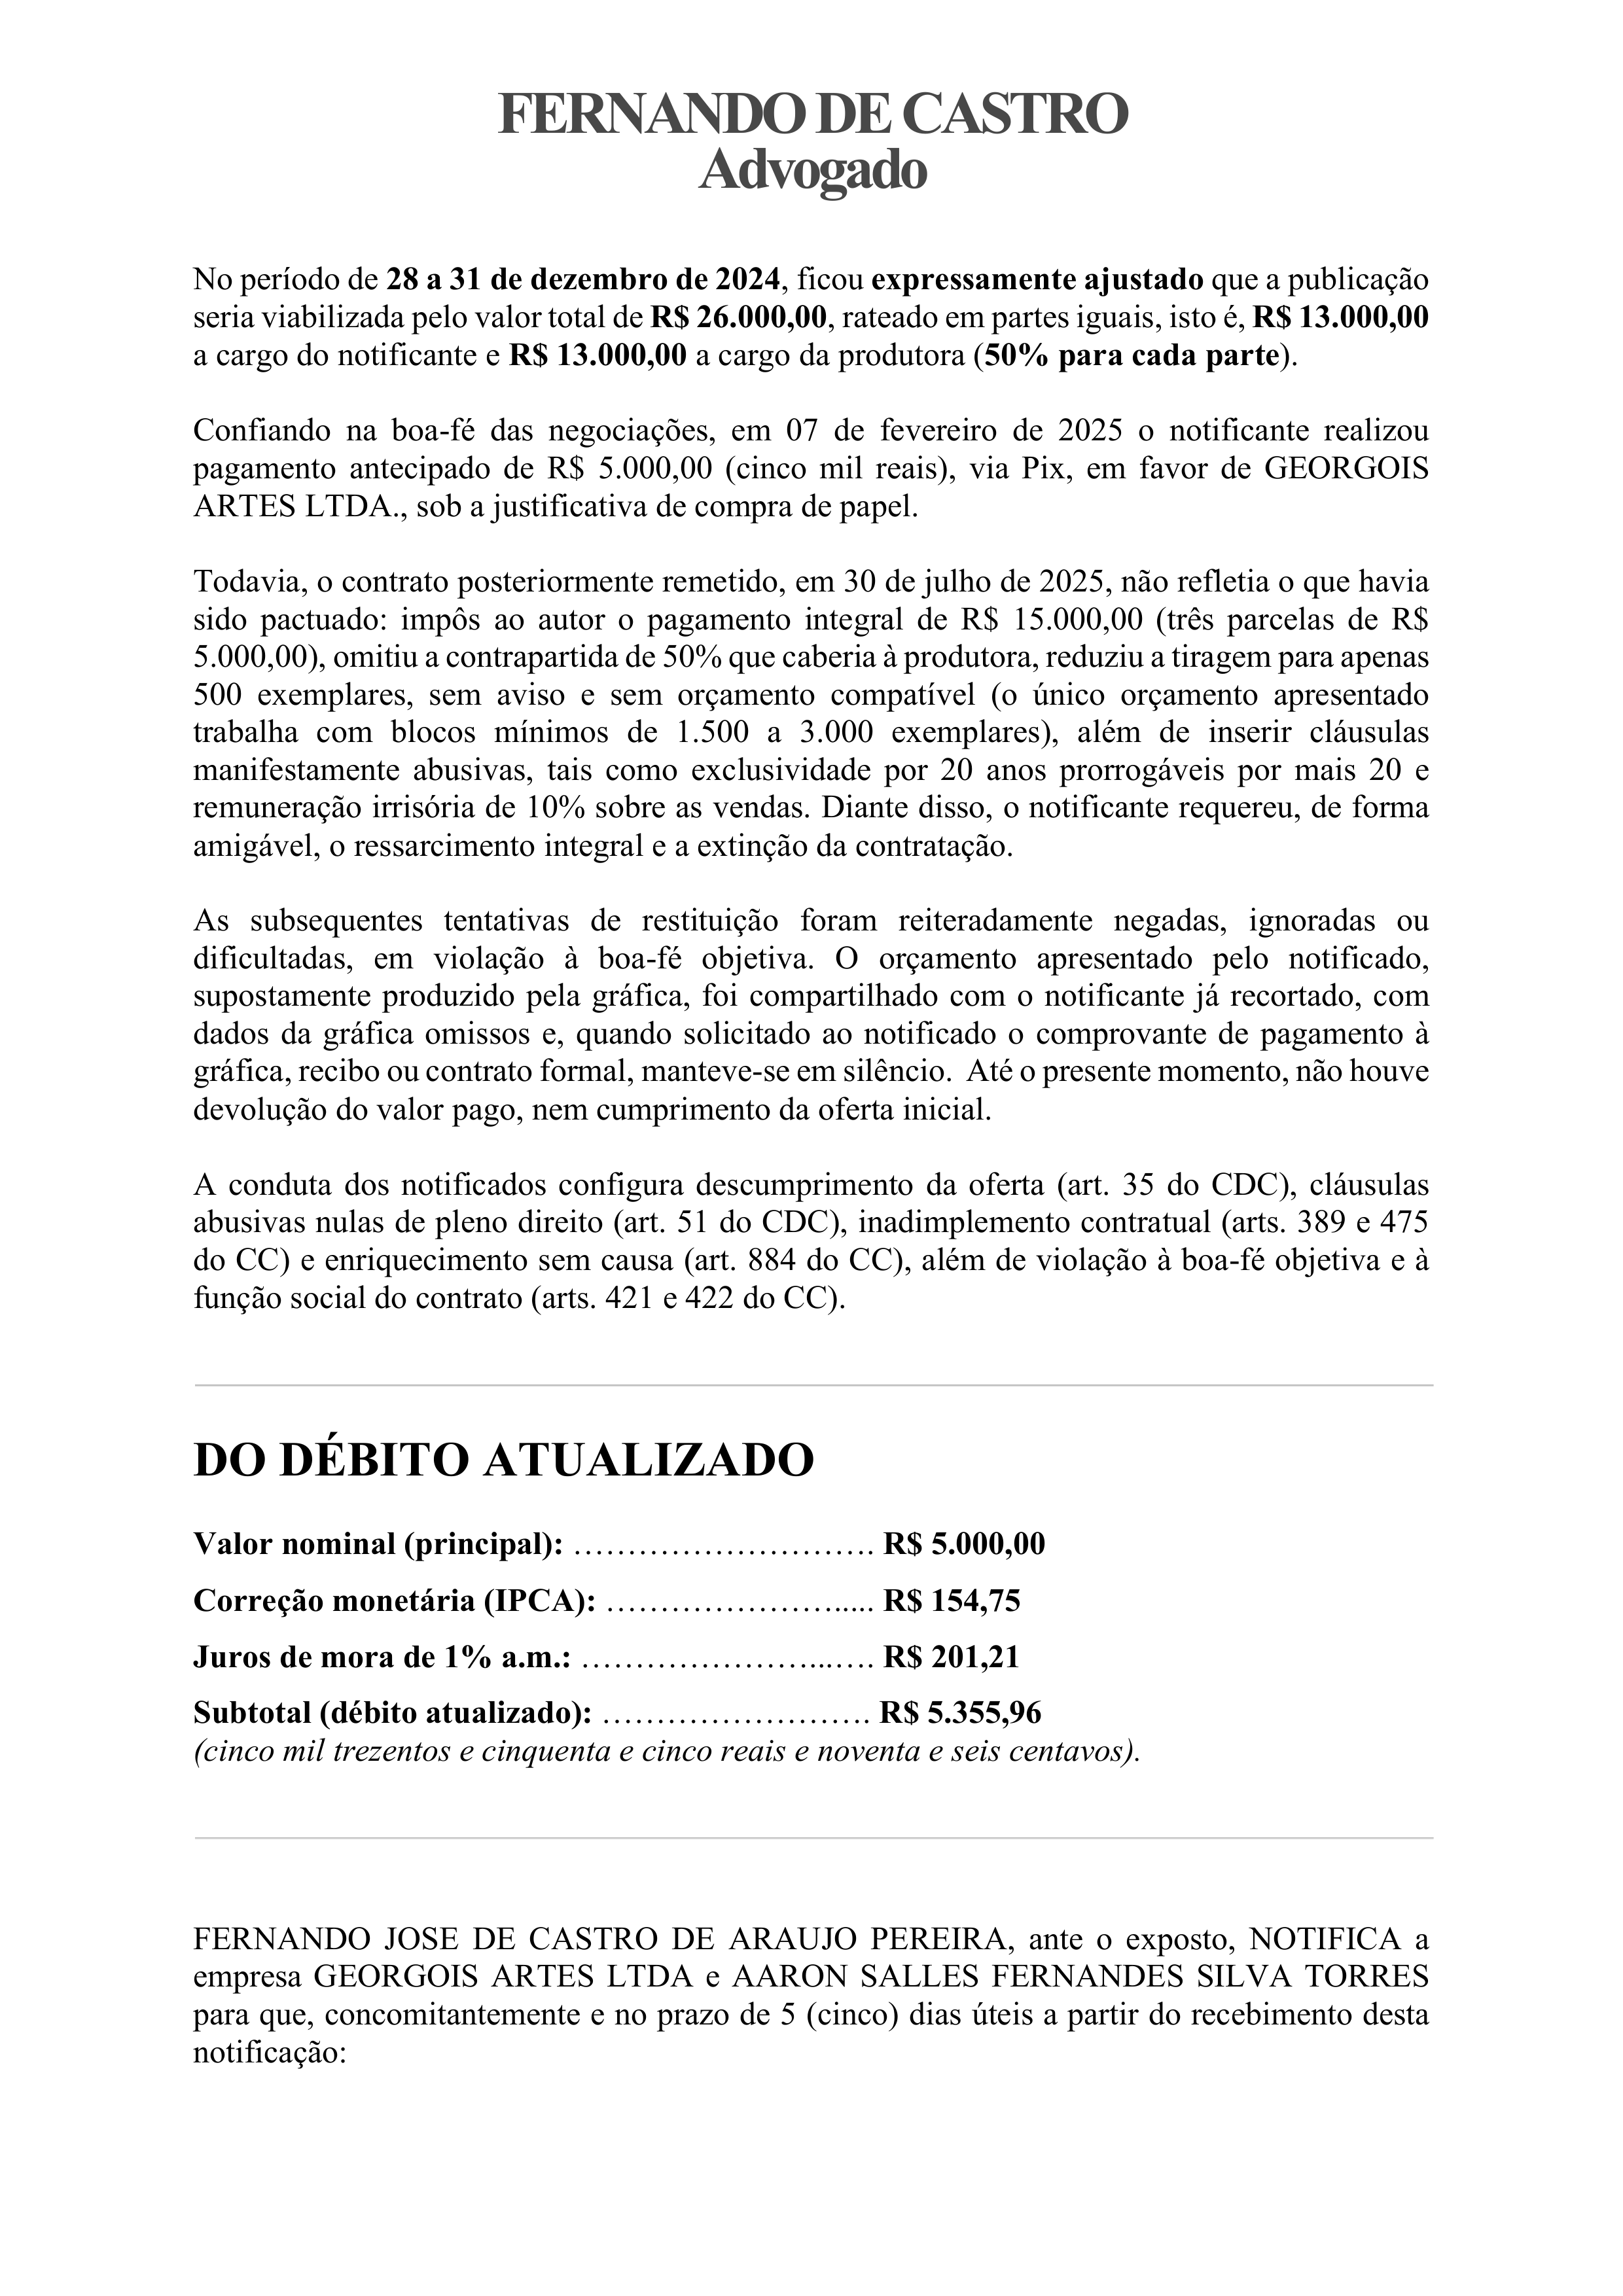 FERNANDO DE CASTRO
Advogado
No período de 28 a 31 de dezembro de 2024, ficou expressamente ajustado que a publicação
seria viabilizada pelo valor total de R$ 26.000,00, rateado em partes iguais, isto é, R$ 13.000,00
a cargo do notificante e R$ 13.000,00 a cargo da produtora (50% para cada parte).
Confiando na boa-fé das negociações, em 07 de fevereiro de 2025 o notificante realizou
pagamento antecipado de R$ 5.000,00 (cinco mil reais), via Pix, em favor de GEORGOIS
ARTES LTDA., sob a justificativa de compra de papel.
Todavia, o contrato posteriormente remetido, em 30 de julho de 2025, não refletia o que havia
sido pactuado: impôs ao autor o pagamento integral de R$ 15.000,00 (três parcelas de R$
5.000,00), omitiu a contrapartida de 50% que caberia à produtora, reduziu a tiragem para apenas
500 exemplares, sem aviso e sem orçamento compatível (o único orçamento apresentado
trabalha com blocos mínimos de 1.500 a 3.000 exemplares), além de inserir cláusulas
manifestamente abusivas, tais como exclusividade por 20 anos prorrogáveis por mais 20 e
remuneração irrisória de 10% sobre as vendas. Diante disso, o notificante requereu, de forma
amigável, o ressarcimento integral e a extinção da contratação.
As subsequentes tentativas de restituição foram reiteradamente negadas, ignoradas ou
dificultadas, em violação à boa-fé objetiva. O orçamento apresentado pelo notificado,
supostamente produzido pela gráfica, foi compartilhado com o notificante já recortado, com
dados da gráfica omissos e, quando solicitado ao notificado o comprovante de pagamento à
gráfica, recibo ou contrato formal, manteve-se em silêncio.  Até o presente momento, não houve
devolução do valor pago, nem cumprimento da oferta inicial.
A conduta dos notificados configura descumprimento da oferta (art. 35 do CDC), cláusulas
abusivas nulas de pleno direito (art. 51 do CDC), inadimplemento contratual (arts. 389 e 475
do CC) e enriquecimento sem causa (art. 884 do CC), além de violação à boa-fé objetiva e à
função social do contrato (arts. 421 e 422 do CC).
DO DÉBITO ATUALIZADO
Valor nominal (principal): ………………………. R$ 5.000,00
Correção monetária (IPCA): …………………..... R$ 154,75
Juros de mora de 1% a.m.: …………………...…. R$ 201,21
Subtotal (débito atualizado): ……………………. R$ 5.355,96
(cinco mil trezentos e cinquenta e cinco reais e noventa e seis centavos).
FERNANDO JOSE DE CASTRO DE ARAUJO PEREIRA, ante o exposto, NOTIFICA a
empresa GEORGOIS ARTES LTDA e AARON SALLES FERNANDES SILVA TORRES
para que, concomitantemente e no prazo de 5 (cinco) dias úteis a partir do recebimento desta
notificação: